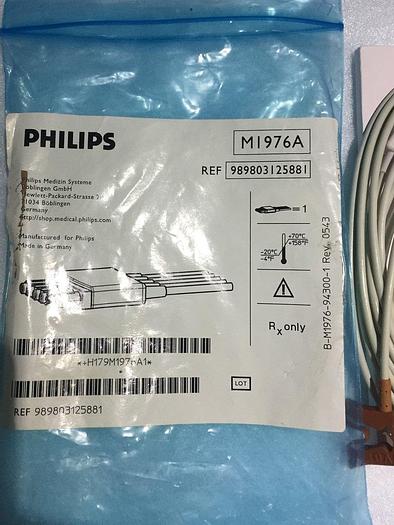 PHILIPS
M1976A
REF 989803125881
Philips Medizin Systeme
Böblingen GmbH
Hewlett-Packard-Strasse 2
71034 Böblingen
Germany
http://shop.medical.philips.com
Manufactured for Philips
Made in Germany
= 1
+70°C
+158°F
-20°C
-4°F
Rx only
B-M1976-94300-1 Rev. 0543
*+H179M1976A1*
LOT
REF 989803125881